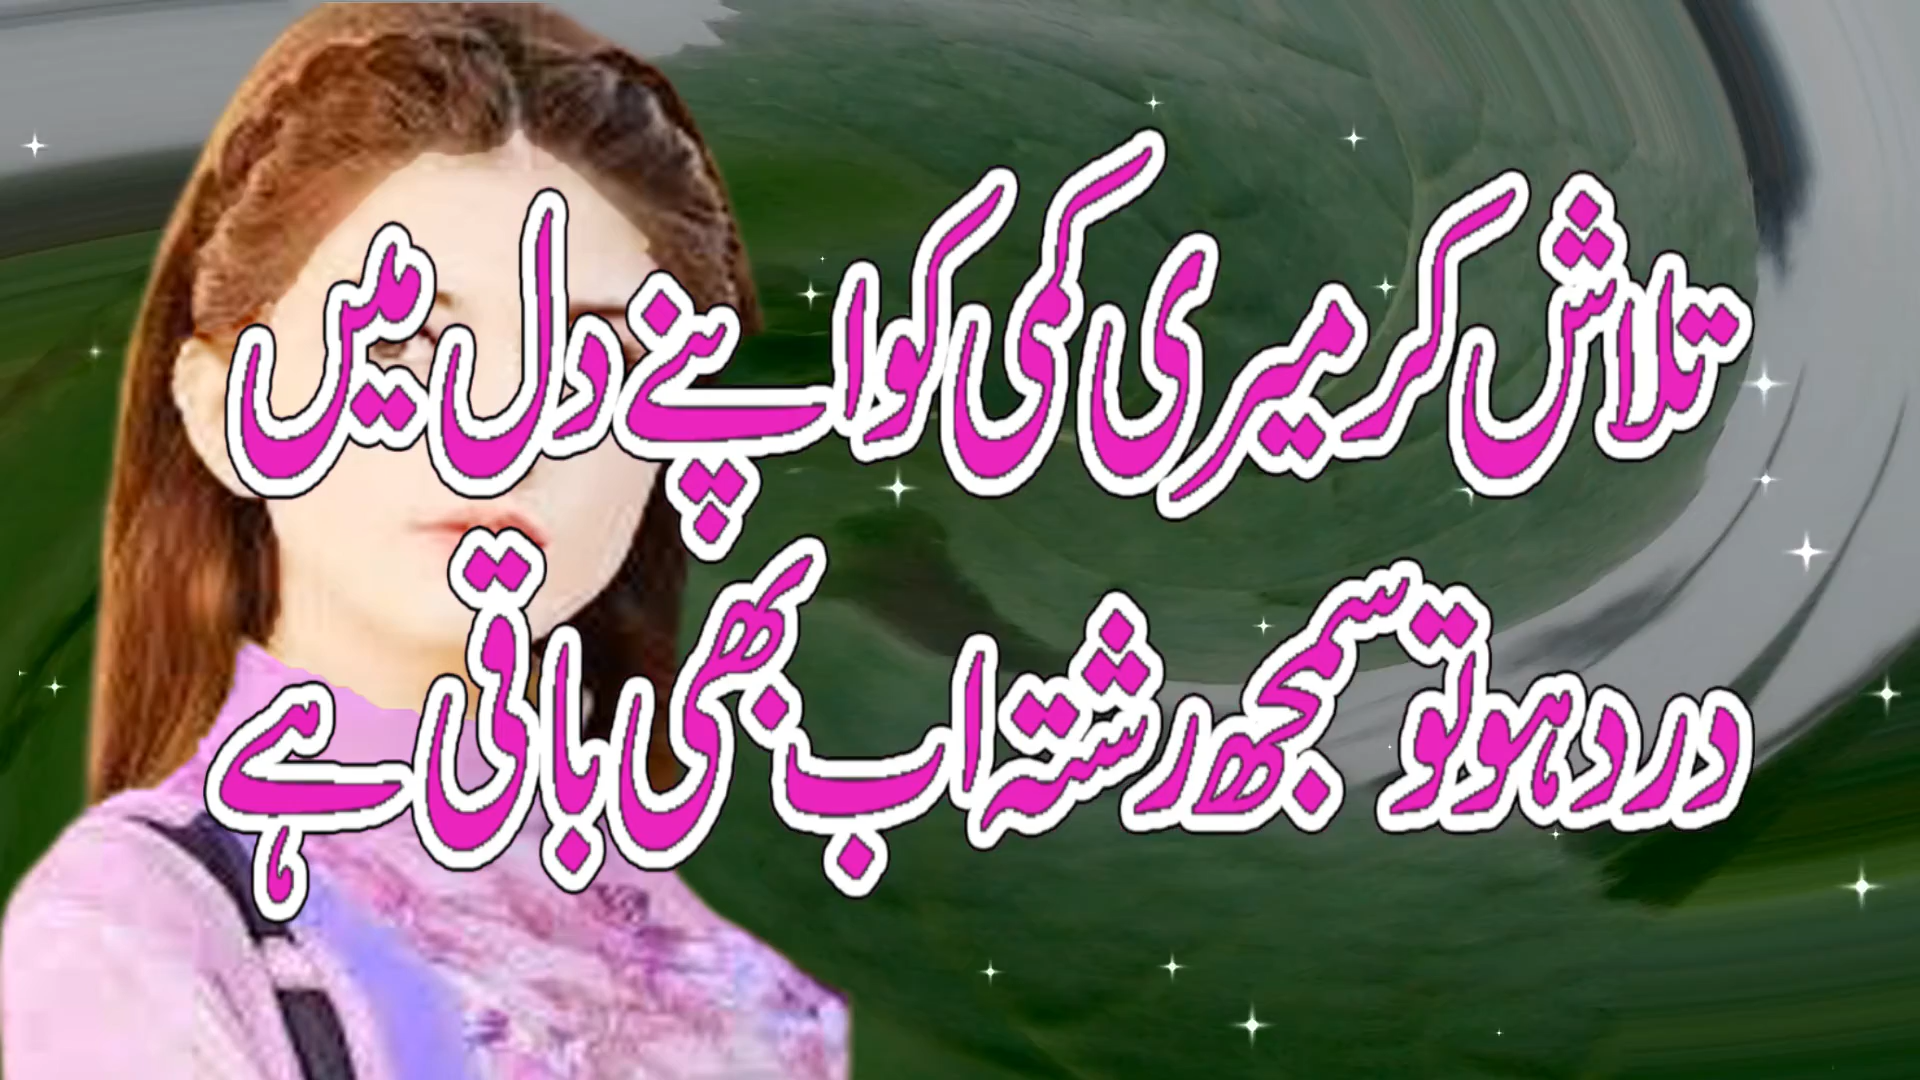 تلاش کر میری کمی کو اپنے دل میں
درد ہو تو سمجھ رشتہ اب بھی باقی ہے